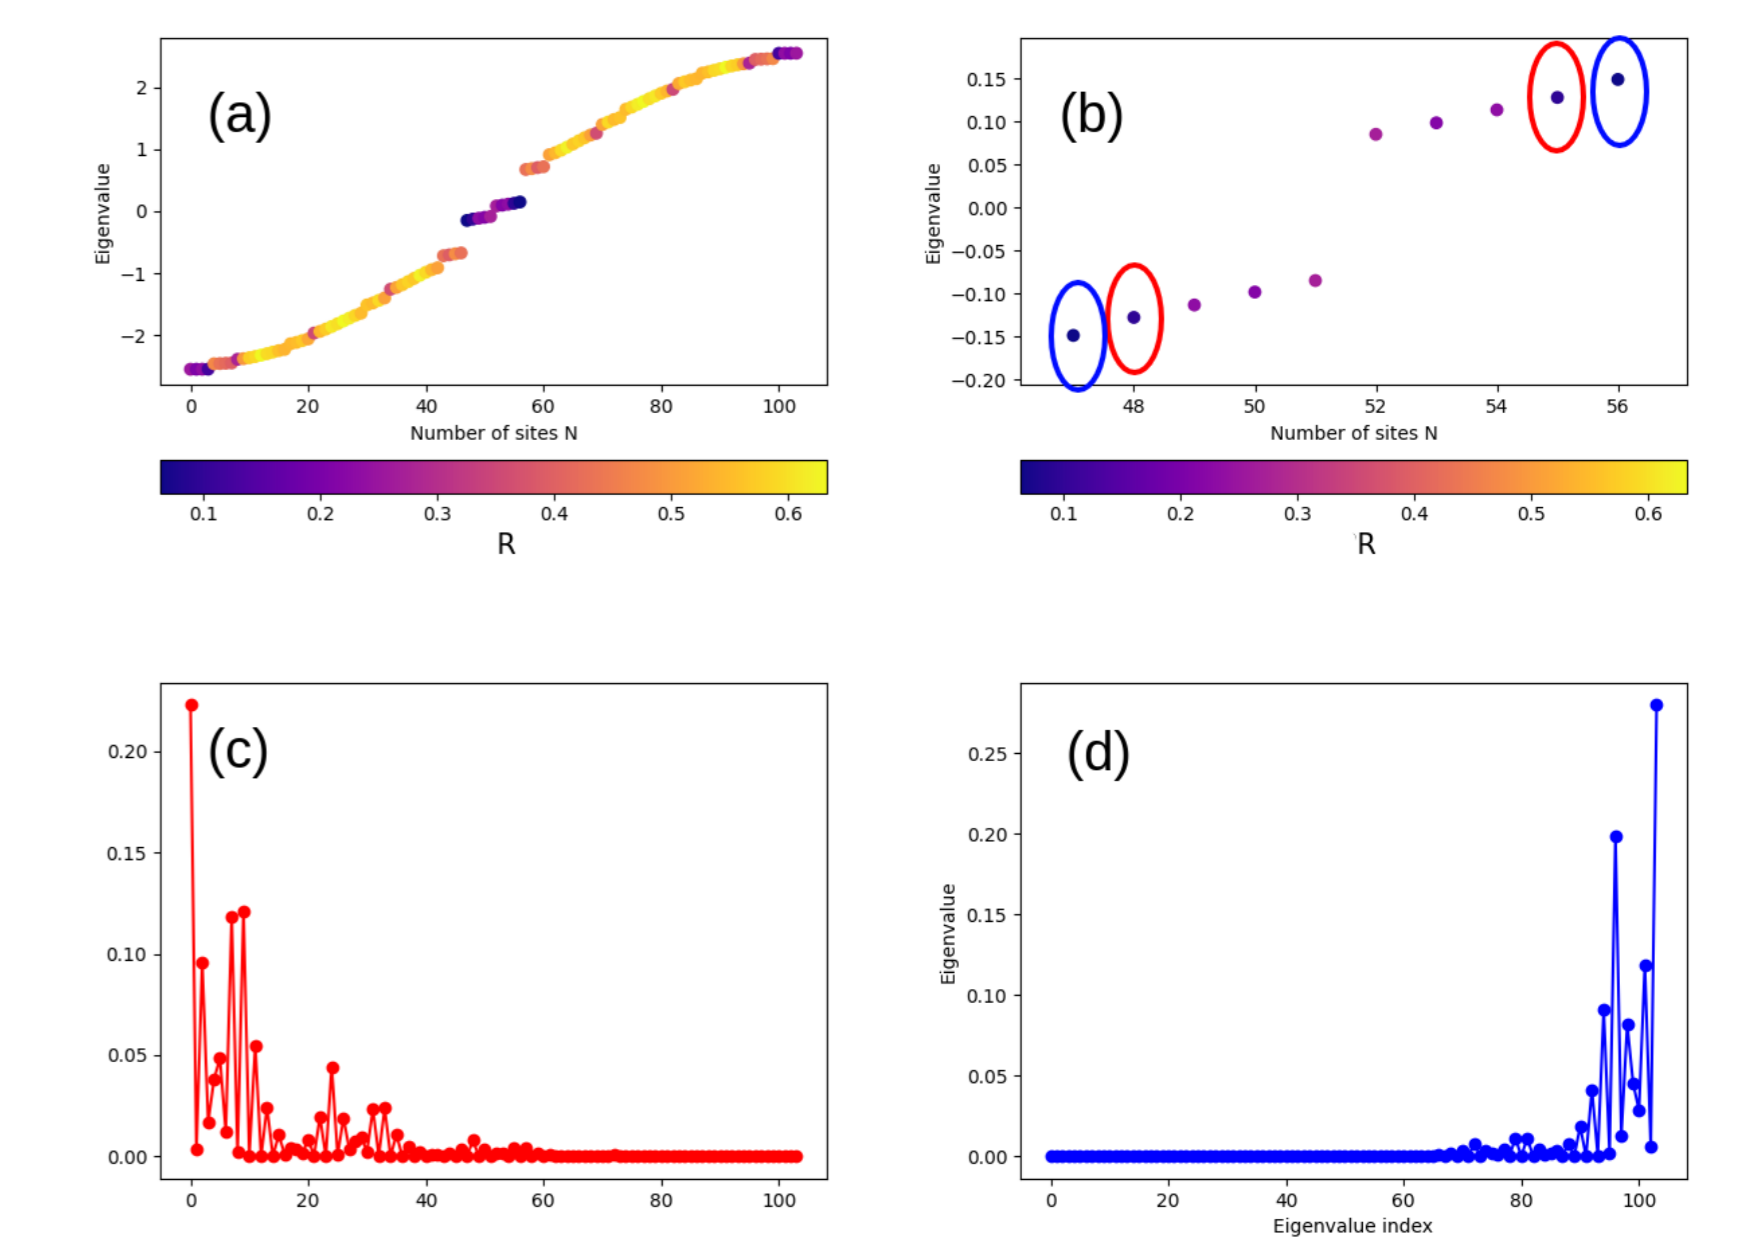 (a)
Eigenvalue
2
1
0
−1
−2
0 20 40 60 80 100
Number of sites N
0.1 0.2 0.3 0.4 0.5 0.6
R
(b)
Eigenvalue
0.15
0.10
0.05
0.00
−0.05
−0.10
−0.15
−0.20
48 50 52 54 56
Number of sites N
0.1 0.2 0.3 0.4 0.5 0.6
R
(c)
0.20
0.15
0.10
0.05
0.00
0 20 40 60 80 100
(d)
Eigenvalue
0.25
0.20
0.15
0.10
0.05
0.00
0 20 40 60 80 100
Eigenvalue index